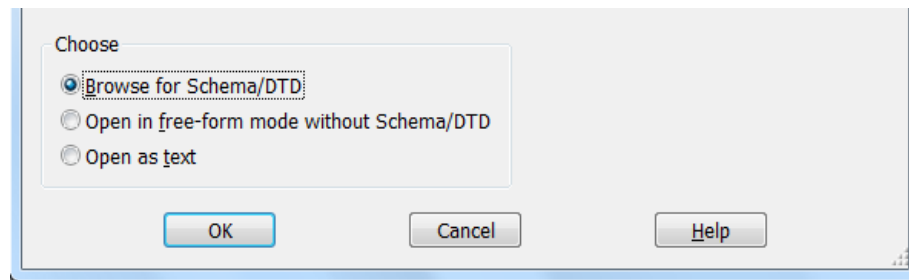 Choose
Browse for Schema/DTD
Open in free-form mode without Schema/DTD
Open as text
OK Cancel Help